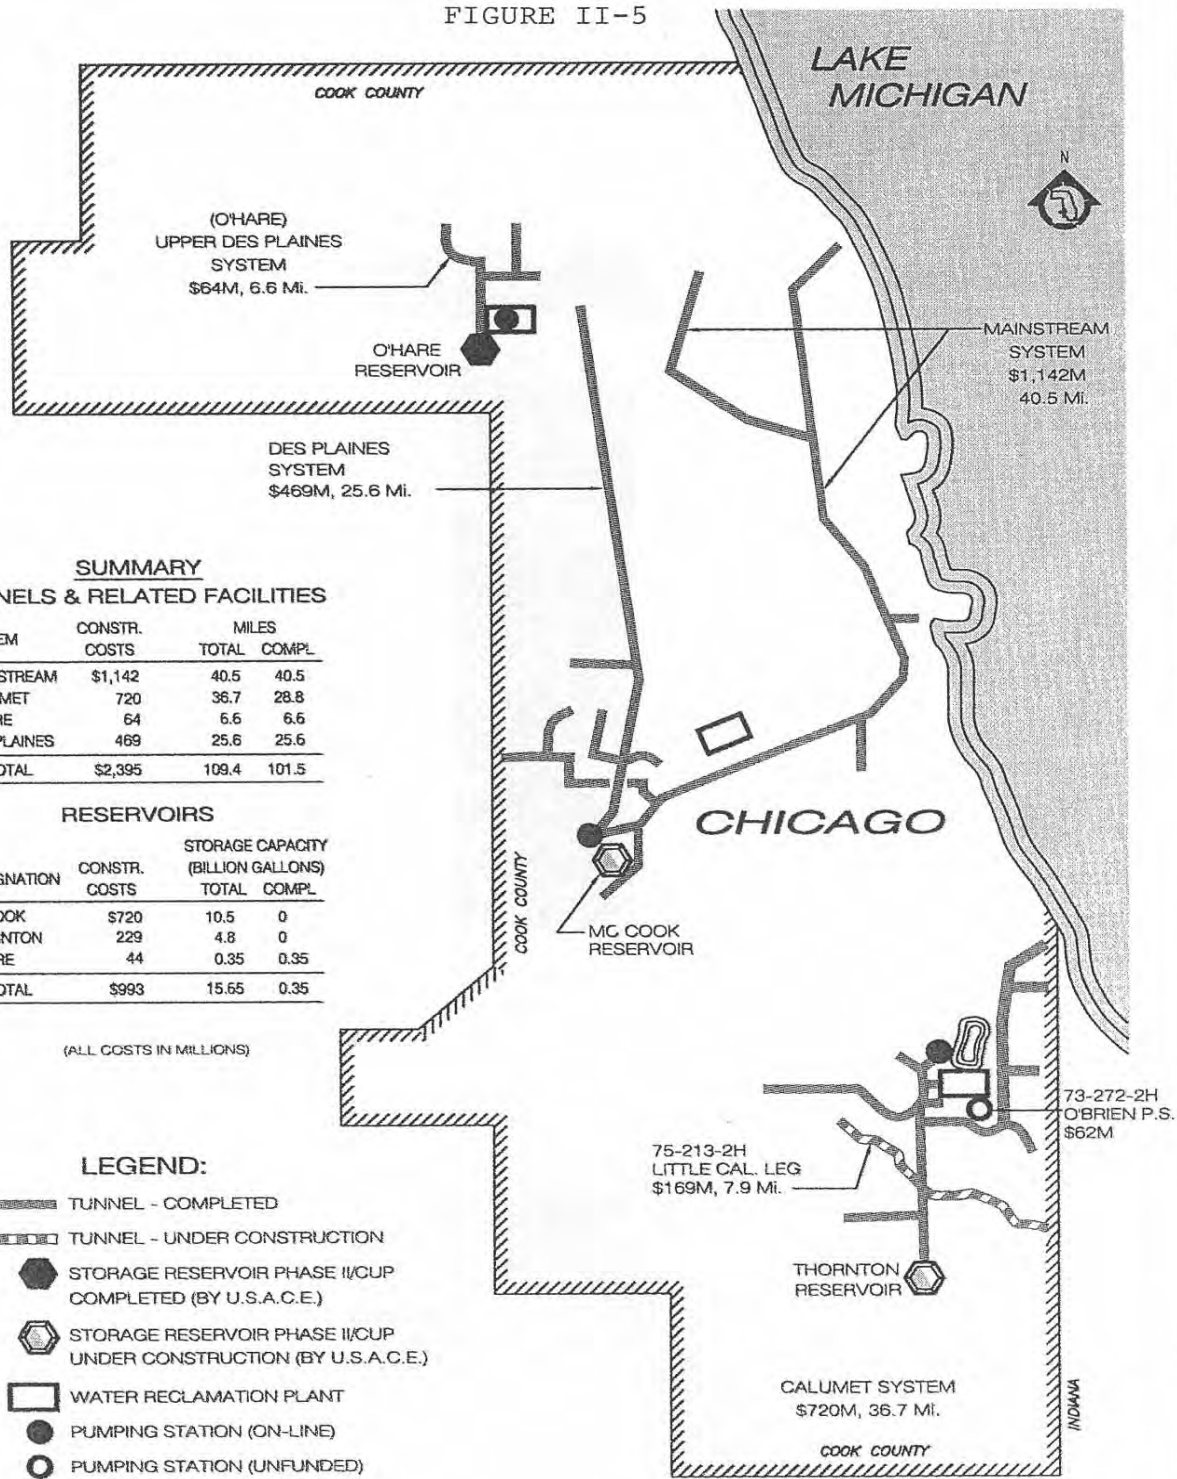 FIGURE II-5
LAKE
MICHIGAN
COOK COUNTY
N
(O'HARE)
UPPER DES PLAINES
SYSTEM
$64M, 6.6 Mi.
O'HARE
RESERVOIR
MAINSTREAM
SYSTEM
$1,142M
40.5 Mi.
DES PLAINES
SYSTEM
$469M, 25.6 Mi.
SUMMARY
NELS & RELATED FACILITIES
EM CONSTR. COSTS MILES TOTAL COMPL
STREAM $1,142 40.5 40.5
MET 720 36.7 28.8
RE 64 6.6 6.6
PLAINES 469 25.6 25.6
OTAL $2,395 109.4 101.5
RESERVOIRS
GNATION CONSTR. COSTS STORAGE CAPACITY (BILLION GALLONS) TOTAL COMPL
OOK $720 10.5 0
NTON 229 4.8 0
RE 44 0.35 0.35
OTAL $993 15.65 0.35
(ALL COSTS IN MILLIONS)
CHICAGO
COOK COUNTY
MC COOK
RESERVOIR
73-272-2H
O'BRIEN P.S.
$62M
75-213-2H
LITTLE CAL. LEG
$169M, 7.9 Mi.
THORNTON
RESERVOIR
CALUMET SYSTEM
$720M, 36.7 Mi.
INDIANA
COOK COUNTY
LEGEND:
TUNNEL - COMPLETED
TUNNEL - UNDER CONSTRUCTION
STORAGE RESERVOIR PHASE II/CUP
COMPLETED (BY U.S.A.C.E.)
STORAGE RESERVOIR PHASE II/CUP
UNDER CONSTRUCTION (BY U.S.A.C.E.)
WATER RECLAMATION PLANT
PUMPING STATION (ON-LINE)
PUMPING STATION (UNFUNDED)